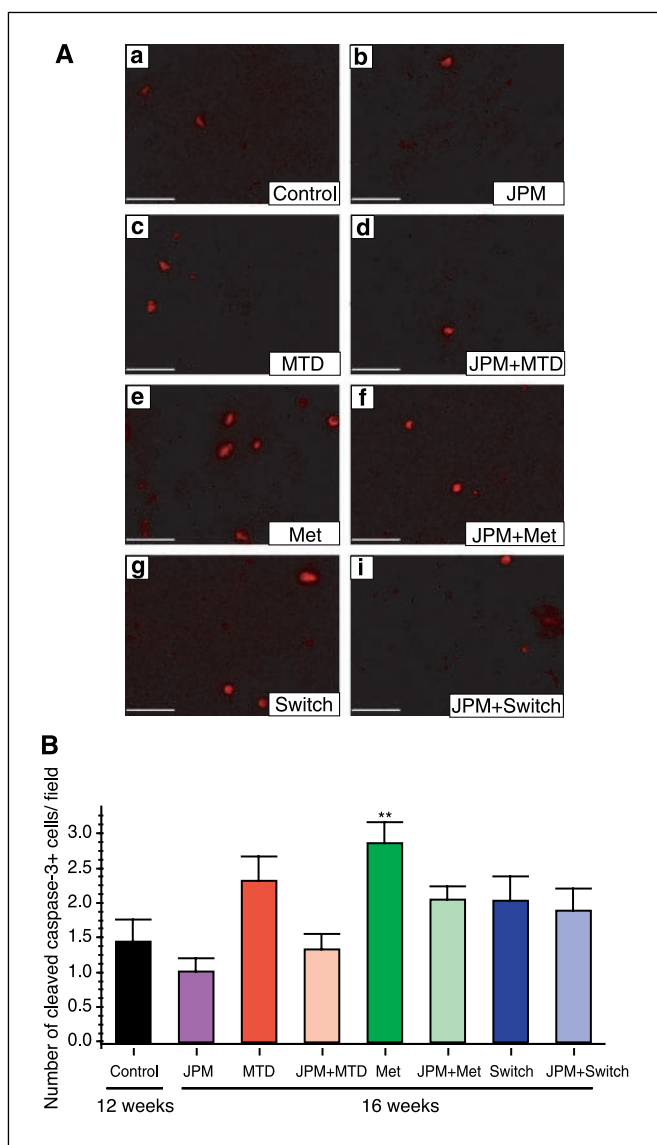 A
a
b
Control
JPM
c
d
MTD
JPM+MTD
e
f
Met
JPM+Met
g
i
Switch
JPM+Switch
B
Number of cleaved caspase-3+ cells/ field
3.0
2.5
2.0
1.5
1.0
0.5
0.0
**
Control JPM MTD JPM+MTD Met JPM+Met Switch JPM+Switch
12 weeks 16 weeks